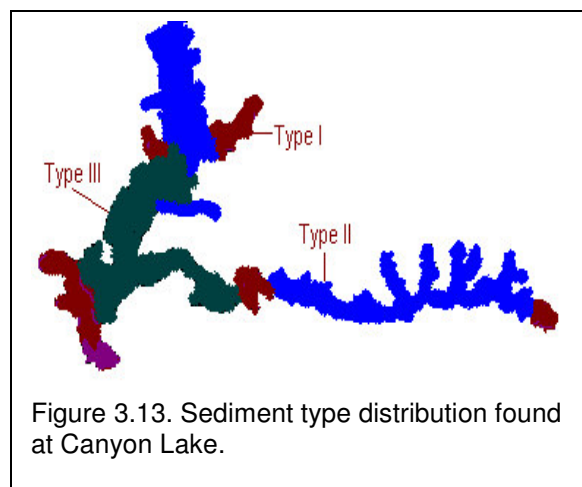 Type I
Type III
Type II
Figure 3.13. Sediment type distribution found
at Canyon Lake.